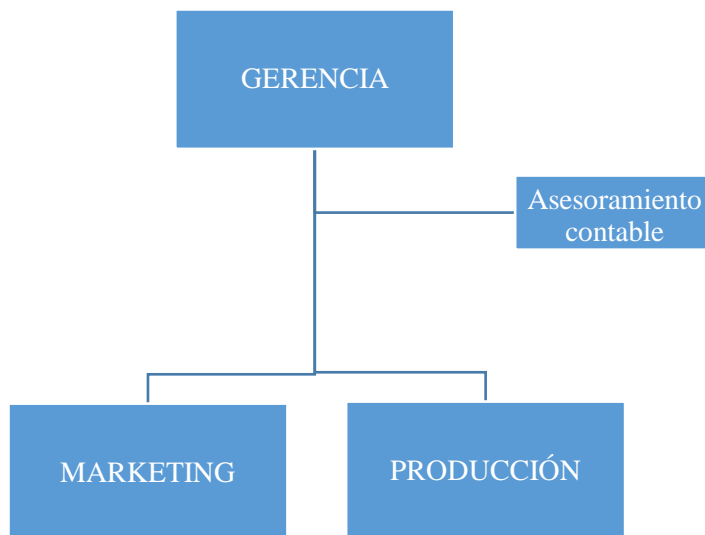 GERENCIA
Asesoramiento
contable
MARKETING
PRODUCCIÓN